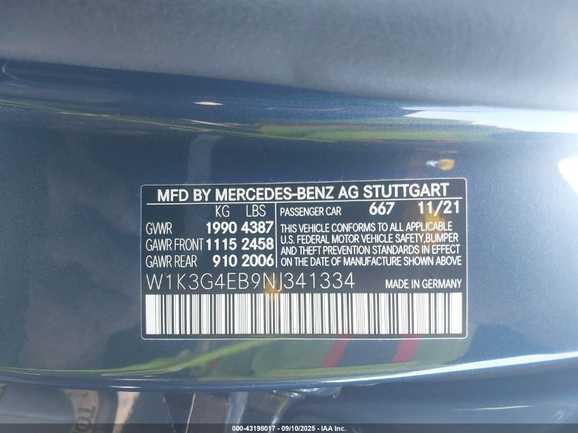 MFD BY MERCEDES-BENZ AG STUTTGART
KG LBS
GVWR 1990 4387
GAWR FRONT 1115 2458
GAWR REAR 910 2006
PASSENGER CAR 667 11/21
THIS VEHICLE CONFORMS TO ALL APPLICABLE
U.S. FEDERAL MOTOR VEHICLE SAFETY, BUMPER
AND THEFT PREVENTION STANDARDS IN EFFECT
ON THE DATE OF MANUFACTURE SHOWN ABOVE.
W1K3G4EB9NJ341334 MADE IN GERMANY
000-43198017 - 09/10/2025 - IAA Inc.